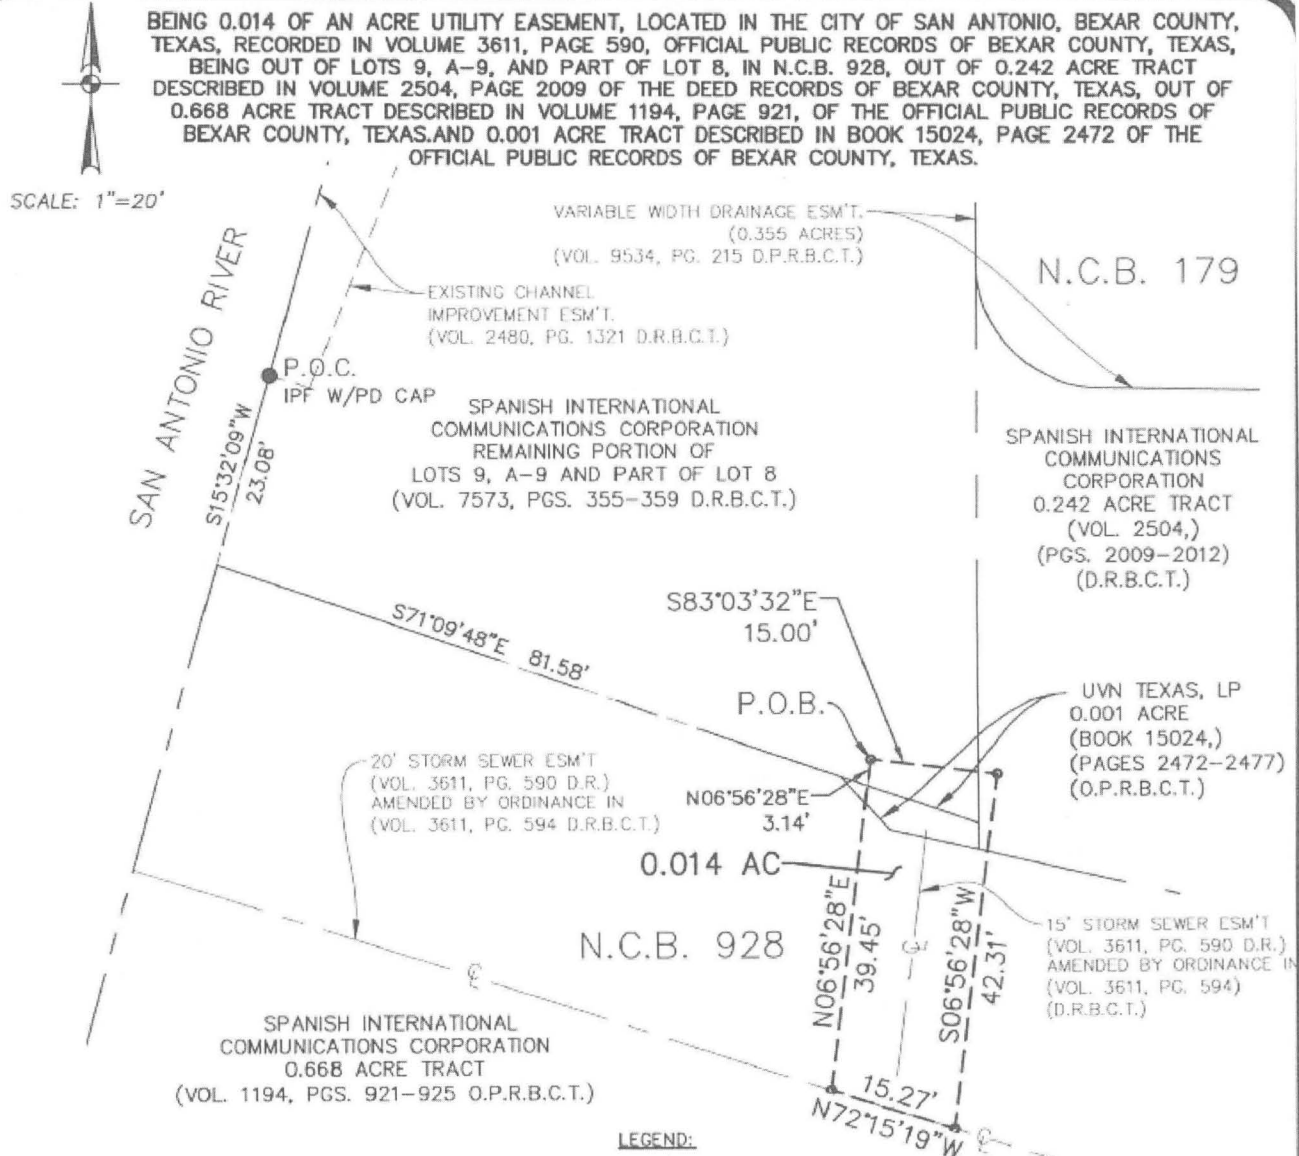 BEING 0.014 OF AN ACRE UTILITY EASEMENT, LOCATED IN THE CITY OF SAN ANTONIO, BEXAR COUNTY,
TEXAS, RECORDED IN VOLUME 3611, PAGE 590, OFFICIAL PUBLIC RECORDS OF BEXAR COUNTY, TEXAS,
BEING OUT OF LOTS 9, A-9, AND PART OF LOT 8, IN N.C.B. 928, OUT OF 0.242 ACRE TRACT
DESCRIBED IN VOLUME 2504, PAGE 2009 OF THE DEED RECORDS OF BEXAR COUNTY, TEXAS, OUT OF
0.668 ACRE TRACT DESCRIBED IN VOLUME 1194, PAGE 921, OF THE OFFICIAL PUBLIC RECORDS OF
BEXAR COUNTY, TEXAS.AND 0.001 ACRE TRACT DESCRIBED IN BOOK 15024, PAGE 2472 OF THE
OFFICIAL PUBLIC RECORDS OF BEXAR COUNTY, TEXAS.
SCALE: 1"=20'
VARIABLE WIDTH DRAINAGE ESM'T.
(0.355 ACRES)
(VOL. 9534, PG. 215 D.P.R.B.C.T.)
N.C.B. 179
EXISTING CHANNEL
IMPROVEMENT ESM'T.
(VOL. 2480, PG. 1321 D.R.B.C.T.)
SAN ANTONIO RIVER
P.O.C.
IPF W/PD CAP
S15°32'09"W
23.08'
SPANISH INTERNATIONAL
COMMUNICATIONS CORPORATION
REMAINING PORTION OF
LOTS 9, A-9 AND PART OF LOT 8
(VOL. 7573, PGS. 355-359 D.R.B.C.T.)
SPANISH INTERNATIONAL
COMMUNICATIONS
CORPORATION
0.242 ACRE TRACT
(VOL. 2504,)
(PGS. 2009-2012)
(D.R.B.C.T.)
S71°09'48"E 81.58'
S83°03'32"E
15.00'
P.O.B.
UVN TEXAS, LP
0.001 ACRE
(BOOK 15024,)
(PAGES 2472-2477)
(O.P.R.B.C.T.)
20' STORM SEWER ESM'T
(VOL. 3611, PG. 590 D.R.)
AMENDED BY ORDINANCE IN
(VOL. 3611, PG. 594 D.R.B.C.T.)
N06°56'28"E
3.14'
0.014 AC
N.C.B. 928
N06°56'28"E
39.45'
S06°56'28"W
42.31'
15' STORM SEWER ESM'T
(VOL. 3611, PG. 590 D.R.)
AMENDED BY ORDINANCE IN
(VOL. 3611, PG. 594)
(D.R.B.C.T.)
SPANISH INTERNATIONAL
COMMUNICATIONS CORPORATION
0.668 ACRE TRACT
(VOL. 1194, PGS. 921-925 O.P.R.B.C.T.)
15.27'
N72°15'19"W
LEGEND: